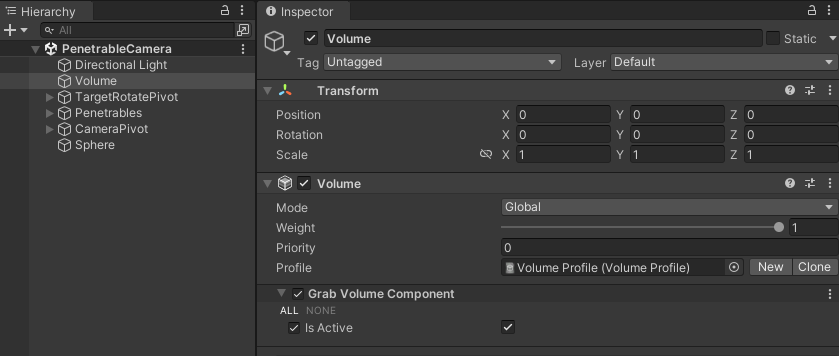 Hierarchy
All
PenetrableCamera
Directional Light
Volume
TargetRotatePivot
Penetrables
CameraPivot
Sphere
Inspector
Volume
Static
Tag Untagged Layer Default
Transform
Position X 0 Y 0 Z 0
Rotation X 0 Y 0 Z 0
Scale X 1 Y 1 Z 1
Volume
Mode Global
Weight 1
Priority 0
Profile Volume Profile (Volume Profile) New Clone
Grab Volume Component
ALL NONE
Is Active